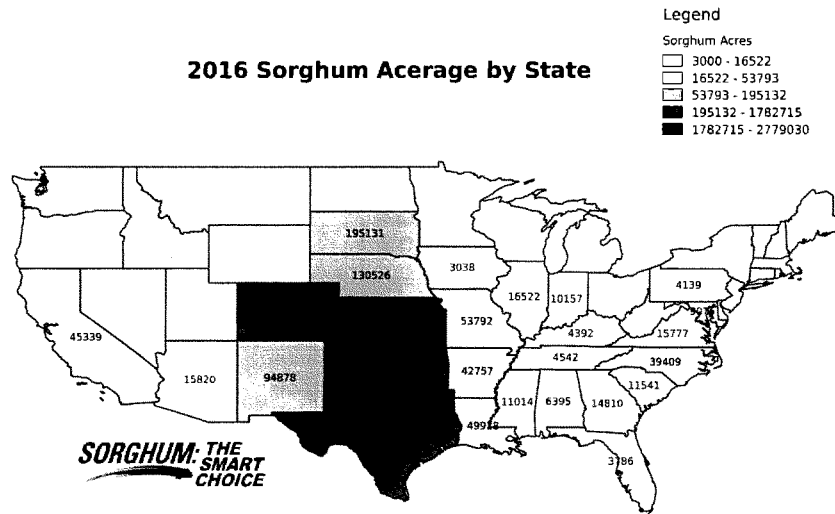 Legend
Sorghum Acres
3000 - 16522
16522 - 53793
53793 - 195132
195132 - 1782715
1782715 - 2779030
2016 Sorghum Acerage by State
195131
130526
3038
4139
16522
10157
45339
53792
4392
15777
4542
39409
15820
94878
42757
11541
11014
6395
14810
3786
SORGHUM: THE
SMART
CHOICE